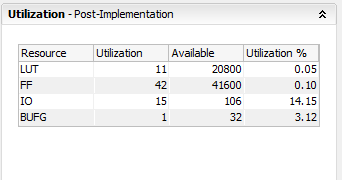 Utilization - Post-Implementation
Resource Utilization Available Utilization %
LUT 11 20800 0.05
FF 42 41600 0.10
IO 15 106 14.15
BUFG 1 32 3.12